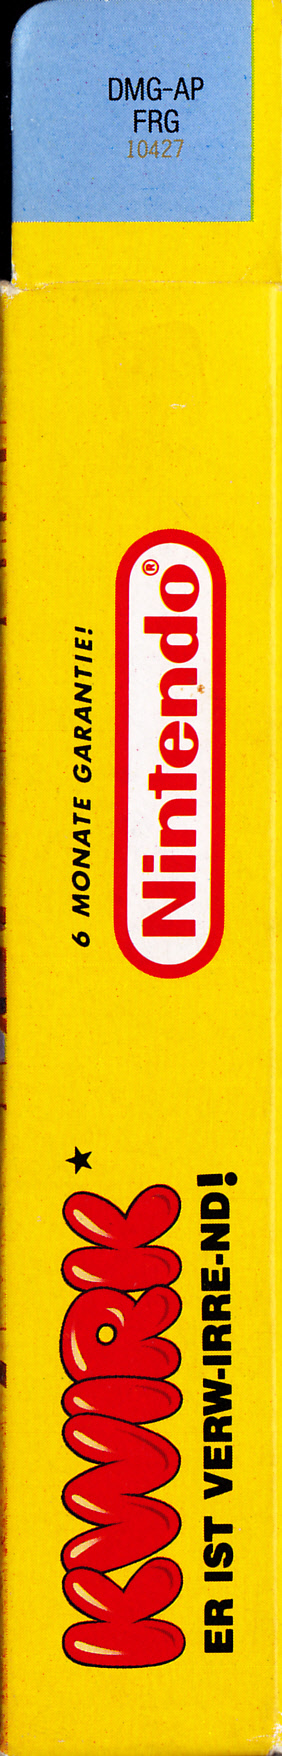 DMG-AP
FRG
10427
6 MONATE GARANTIE!
Nintendo®
KWIRK★
ER IST VERW-IRRE-ND!